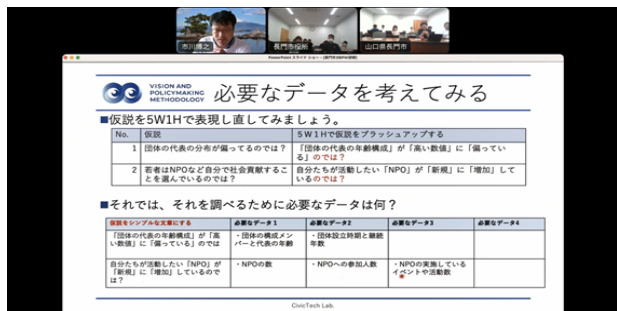 市川博之
長門市役所
山口県長門市
PowerPoint スライド ショー
VISION AND
POLICYMAKING
METHODOLOGY
必要なデータを考えてみる
■仮説を5W1Hで表現し直してみましょう。
No. 仮説 5W1Hで仮説をブラッシュアップする
1 団体の代表の分布が偏ってるのでは? 「団体の代表の年齢構成」が「高い数値」に「偏ってい
る」のでは?
2 若者はNPOなど自分で社会貢献するこ 自分たちが活動したい「NPO」が「新規」に「増加」して
とを選んでいるのでは? いるのでは?
■それでは、それを調べるために必要なデータは何?
仮説をシンプルな文章にする 必要なデータ1 必要なデータ2 必要なデータ3 必要なデータ4
「団体の代表の年齢構成」が「高 ・団体の構成メン ・団体設立時期と継続
い数値」に「偏っている」のでは バーと代表の年齢 年数
自分たちが活動したい「NPO」が ・NPOの数 ・NPOへの参加人数 ・NPOの実施している
「新規」に「増加」しているので イベントや活動数
は?
CivicTech Lab.